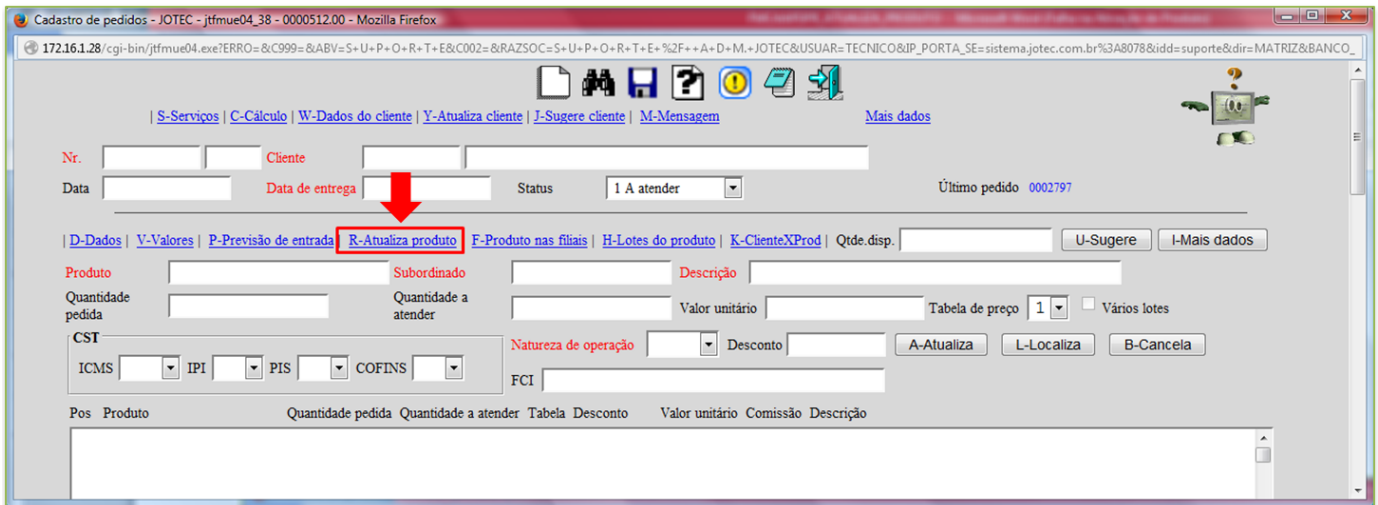 Cadastro de pedidos - JOTEC - jtfmue04_38 - 0000512.00 - Mozilla Firefox
172.16.1.28/cgi-bin/jtfmue04.exe?ERRO=&C999=&ABV=S+U+P+O+R+T+E&C002=&RAZSOC=S+U+P+O+R+T+E+%2F++A+D+M.+JOTEC&USUAR=TECNICO&IP_PORTA_SE=sistema.jotec.com.br%3A8078&idd=suporte&dir=MATRIZ&BANCO_
| S-Serviços | C-Cálculo | W-Dados do cliente | Y-Atualiza cliente | J-Sugere cliente | M-Mensagem Mais dados
Nr. Cliente
Data Data de entrega Status 1 A atender Último pedido 0002797
| D-Dados | V-Valores | P-Previsão de entrada R-Atualiza produto F-Produto nas filiais | H-Lotes do produto | K-ClienteXProd | Qtde.disp. U-Sugere I-Mais dados
Produto Subordinado Descrição
Quantidade pedida Quantidade a atender Valor unitário Tabela de preço 1 Vários lotes
CST
Natureza de operação Desconto A-Atualiza L-Localiza B-Cancela
ICMS IPI PIS COFINS
FCI
Pos Produto Quantidade pedida Quantidade a atender Tabela Desconto Valor unitário Comissão Descrição